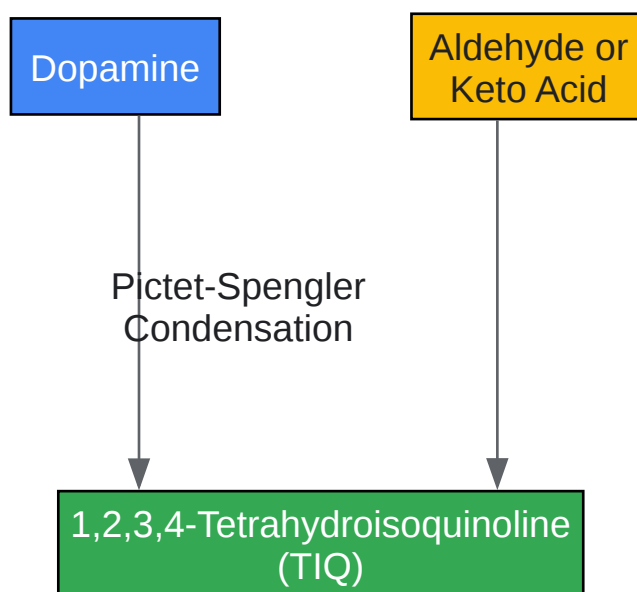 Dopamine
Aldehyde or
Keto Acid
Pictet-Spengler
Condensation
1,2,3,4-Tetrahydroisoquinoline
(TIQ)